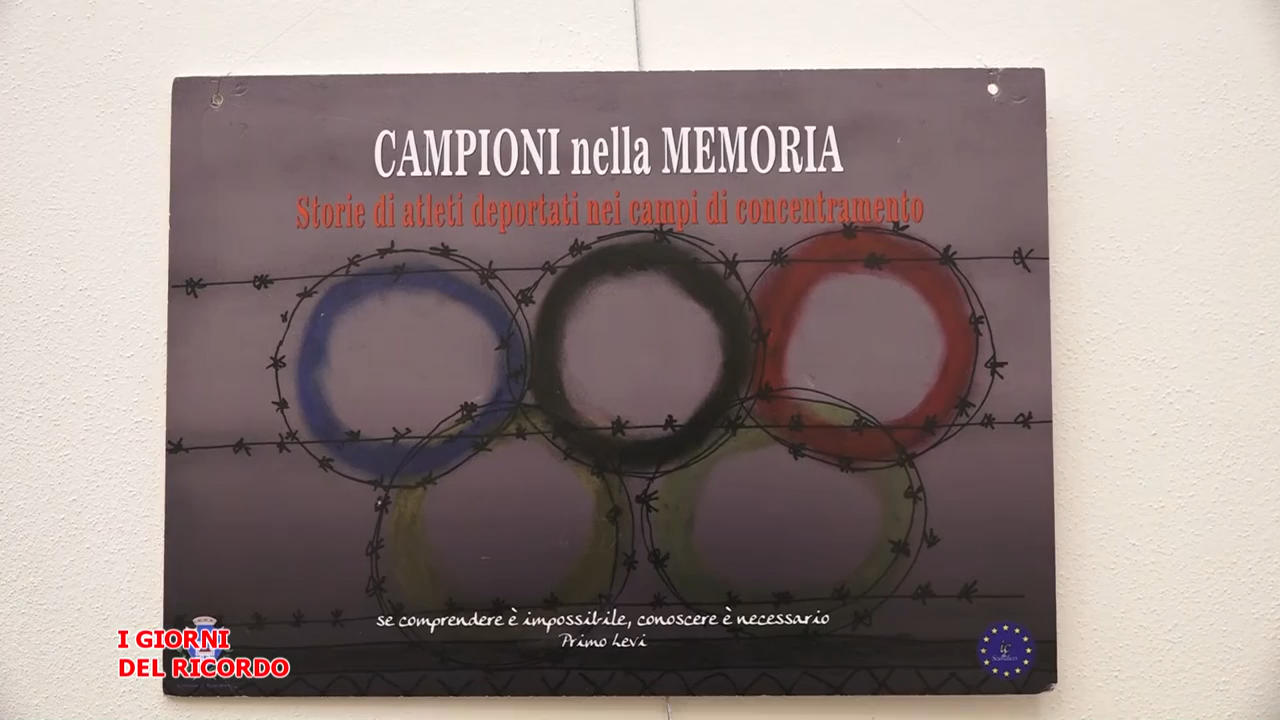 CAMPIONI nella MEMORIA
Storie di atleti deportati nei campi di concentramento
se comprendere è impossibile, conoscere è necessario
Primo Levi
I GIORNI
DEL RICORDO